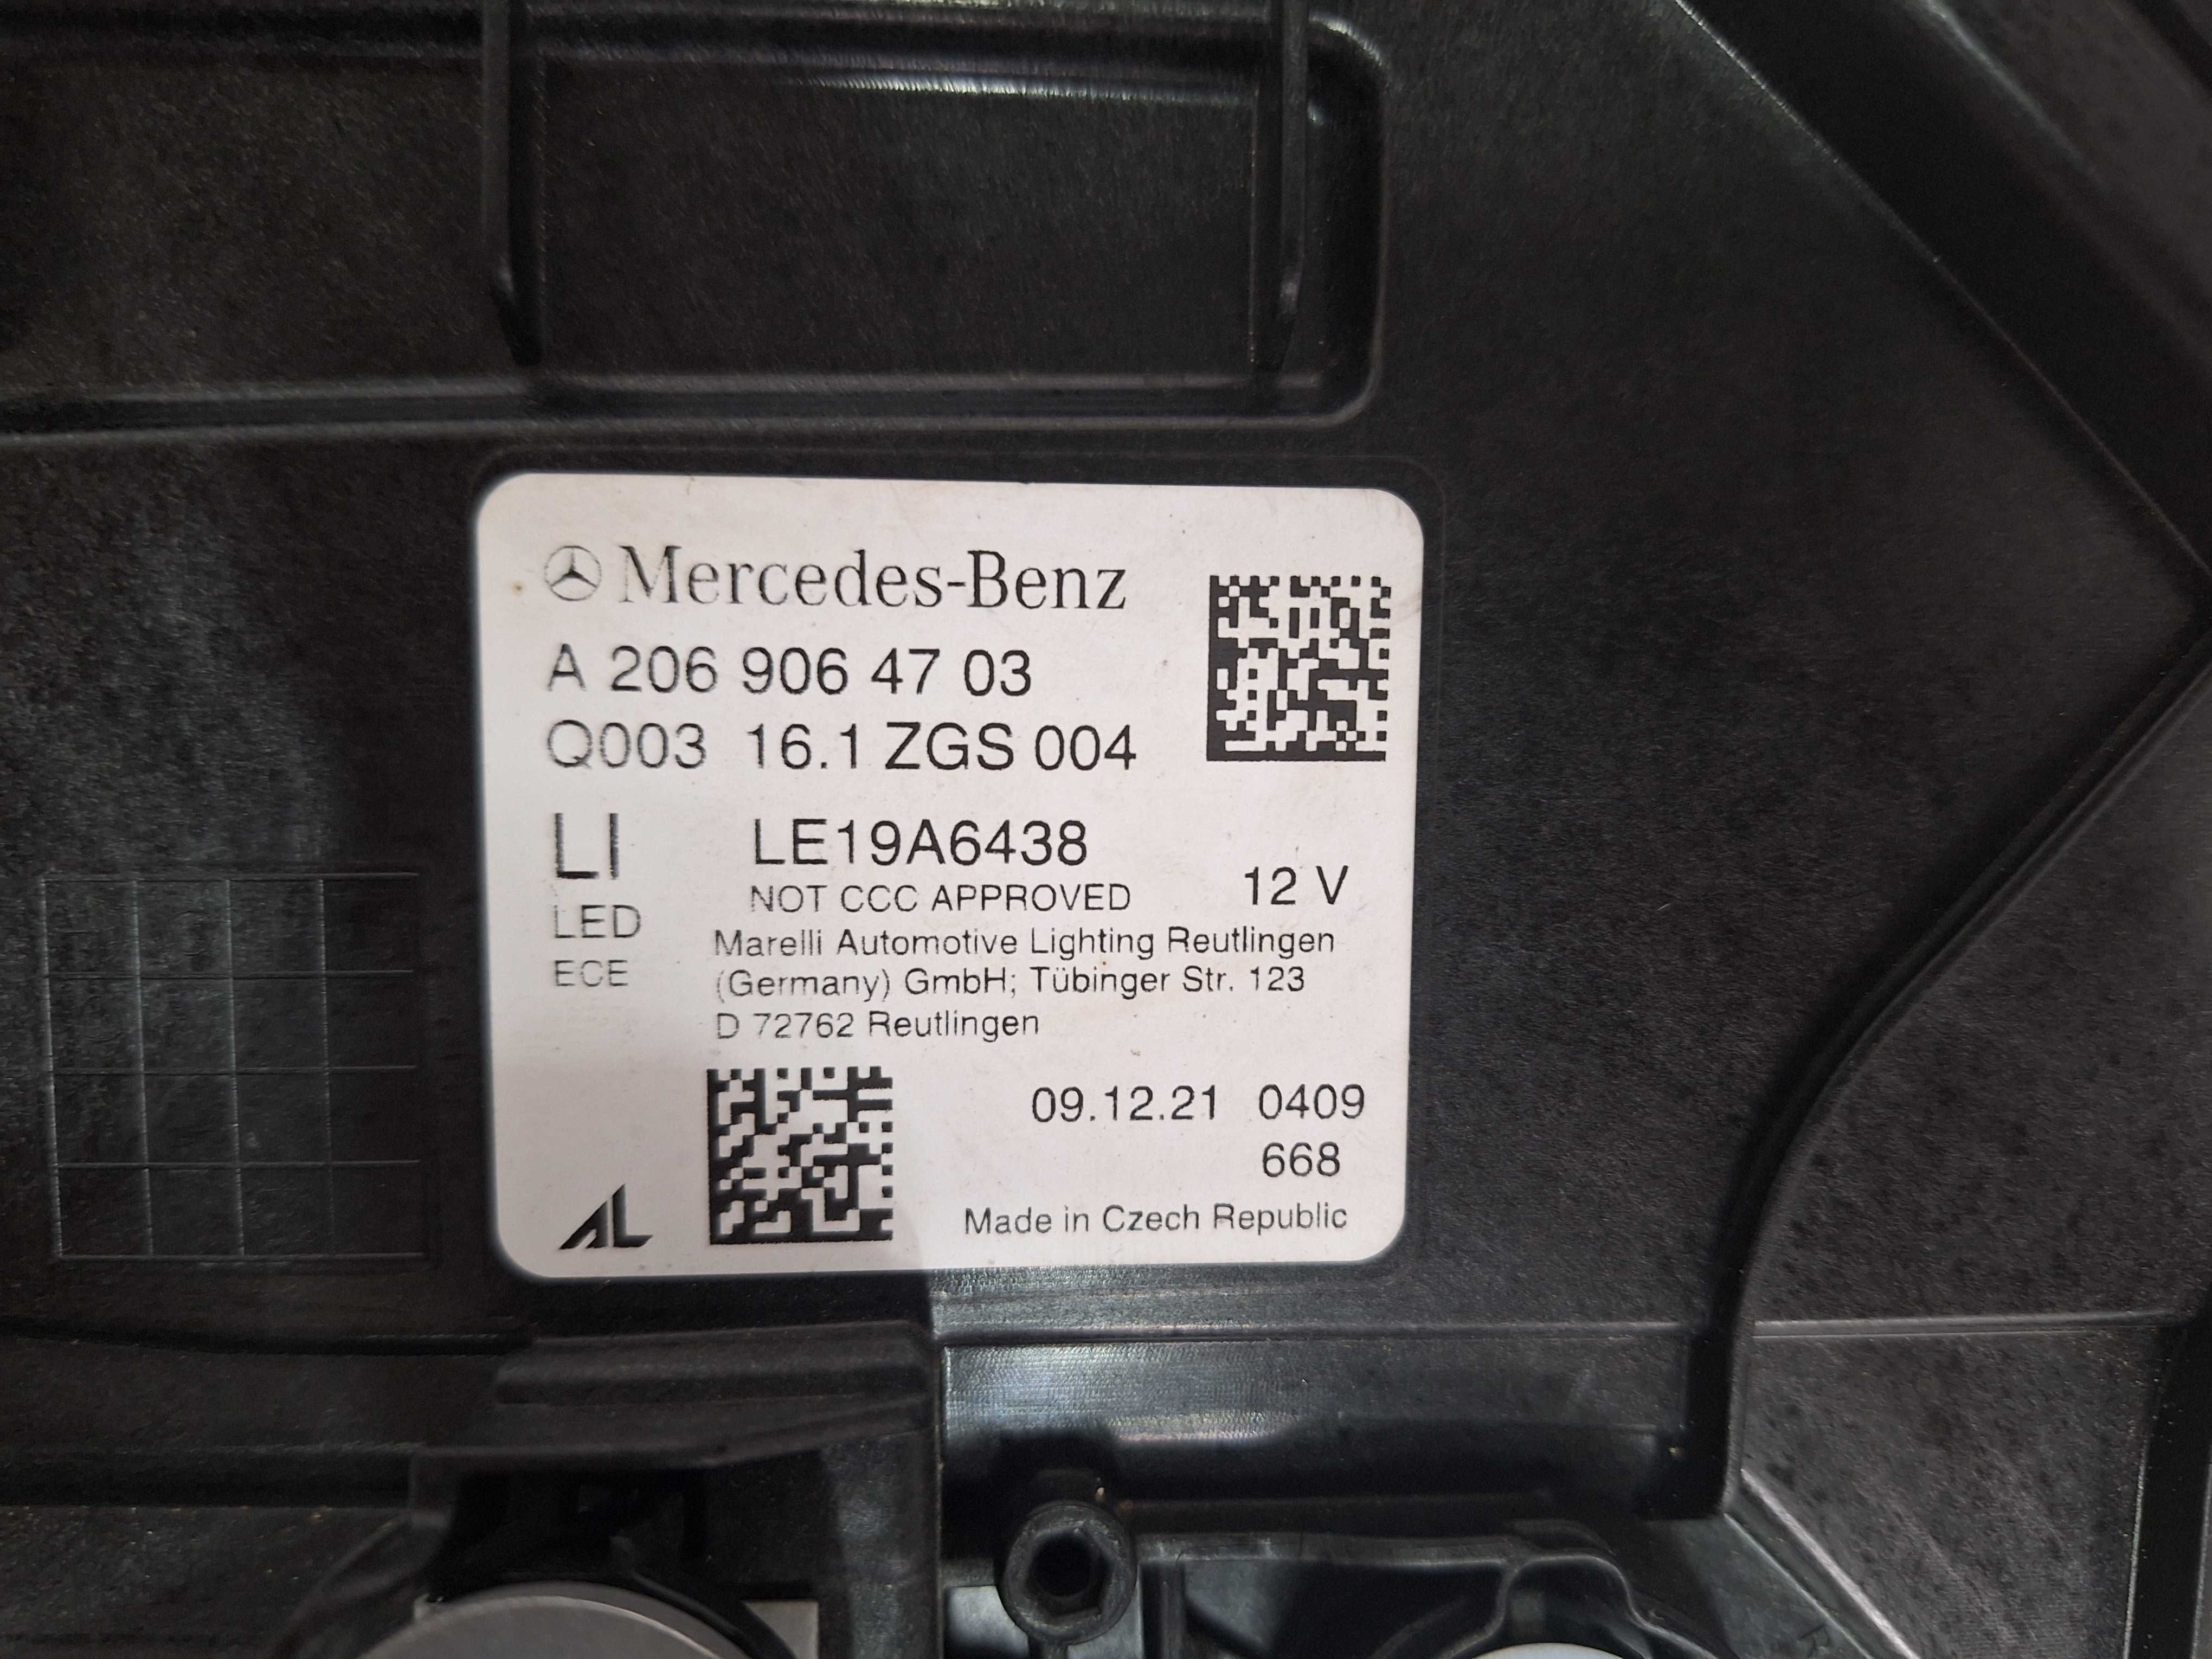 Mercedes-Benz
A 206 906 47 03
Q003 16.1 ZGS 004
LI LE19A6438
NOT CCC APPROVED 12 V
LED
Marelli Automotive Lighting Reutlingen
ECE
(Germany) GmbH; Tübinger Str. 123
D 72762 Reutlingen
09.12.21 0409
668
AL
Made in Czech Republic